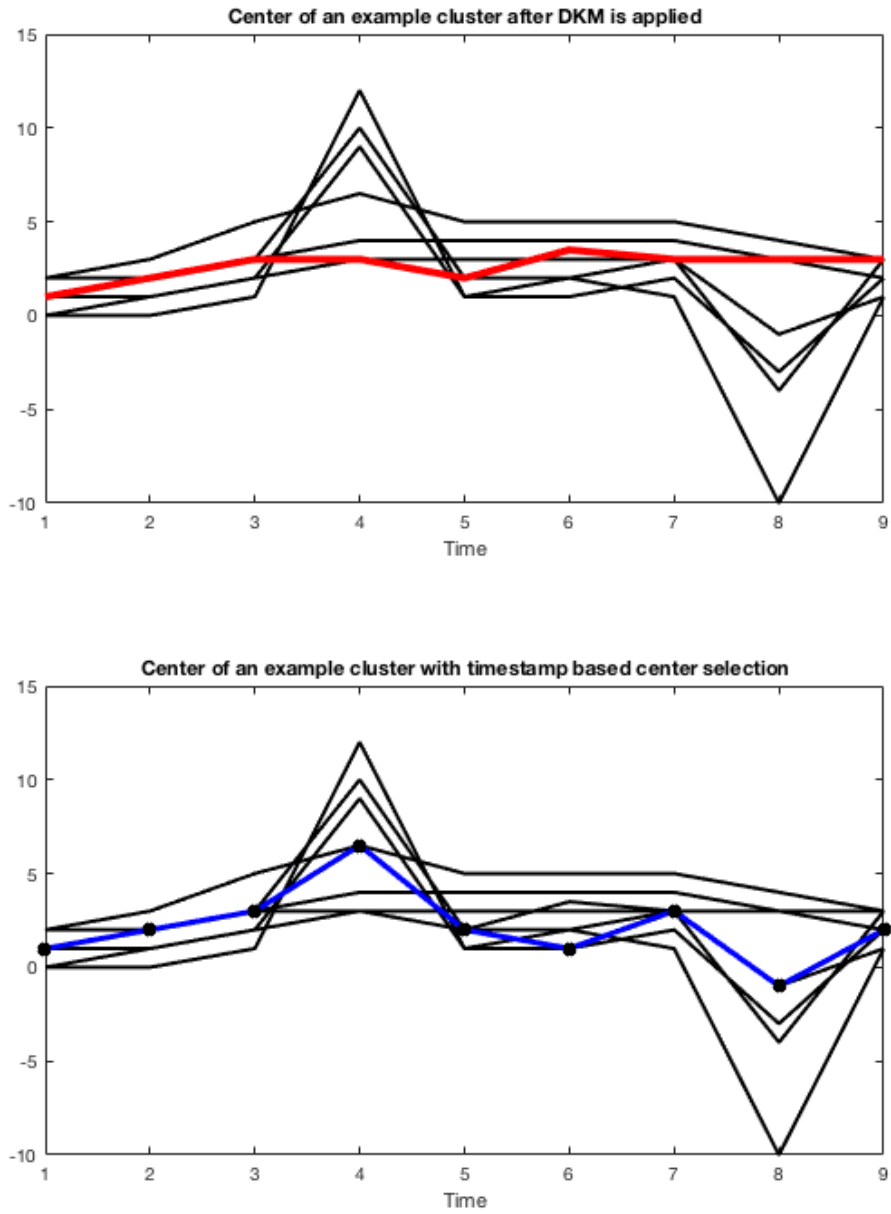 Center of an example cluster after DKM is applied
15
10
5
0
-5
-10
1 2 3 4 5 6 7 8 9
Time
Center of an example cluster with timestamp based center selection
15
10
5
0
-5
-10
1 2 3 4 5 6 7 8 9
Time